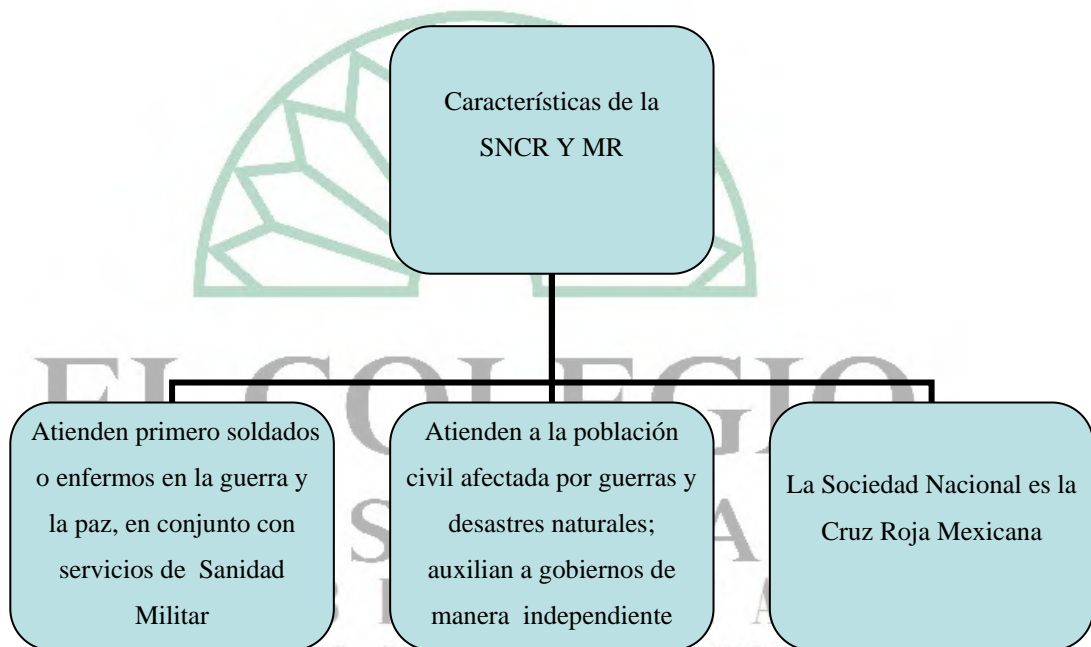 Características de la
SNCR Y MR
EL COLEGIO
Atienden primero soldados
o enfermos en la guerra y
la paz, en conjunto con
servicios de Sanidad
Militar
Atienden a la población
civil afectada por guerras y
desastres naturales;
auxilian a gobiernos de
manera independiente
La Sociedad Nacional es la
Cruz Roja Mexicana